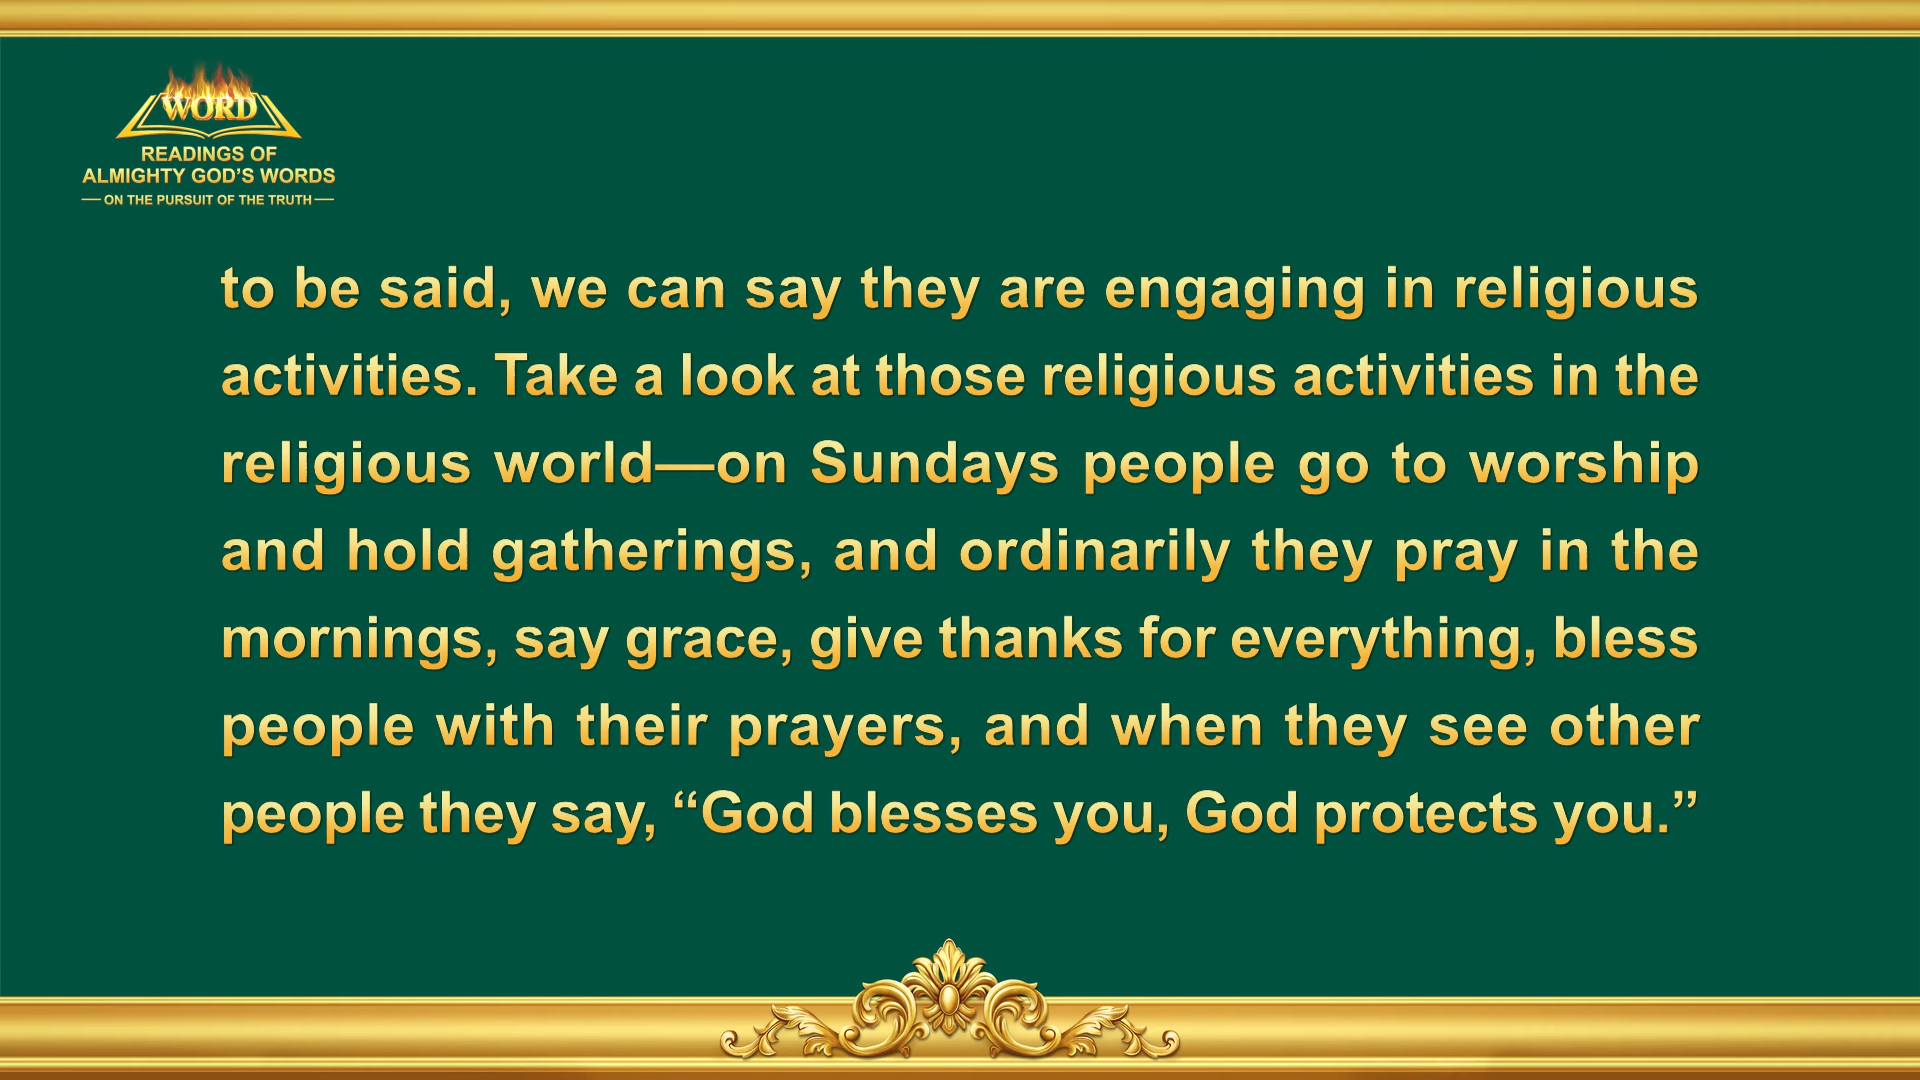 WORD
READINGS OF
ALMIGHTY GOD’S WORDS
— ON THE PURSUIT OF THE TRUTH —
to be said, we can say they are engaging in religious
activities. Take a look at those religious activities in the
religious world—on Sundays people go to worship
and hold gatherings, and ordinarily they pray in the
mornings, say grace, give thanks for everything, bless
people with their prayers, and when they see other
people they say, “God blesses you, God protects you.”